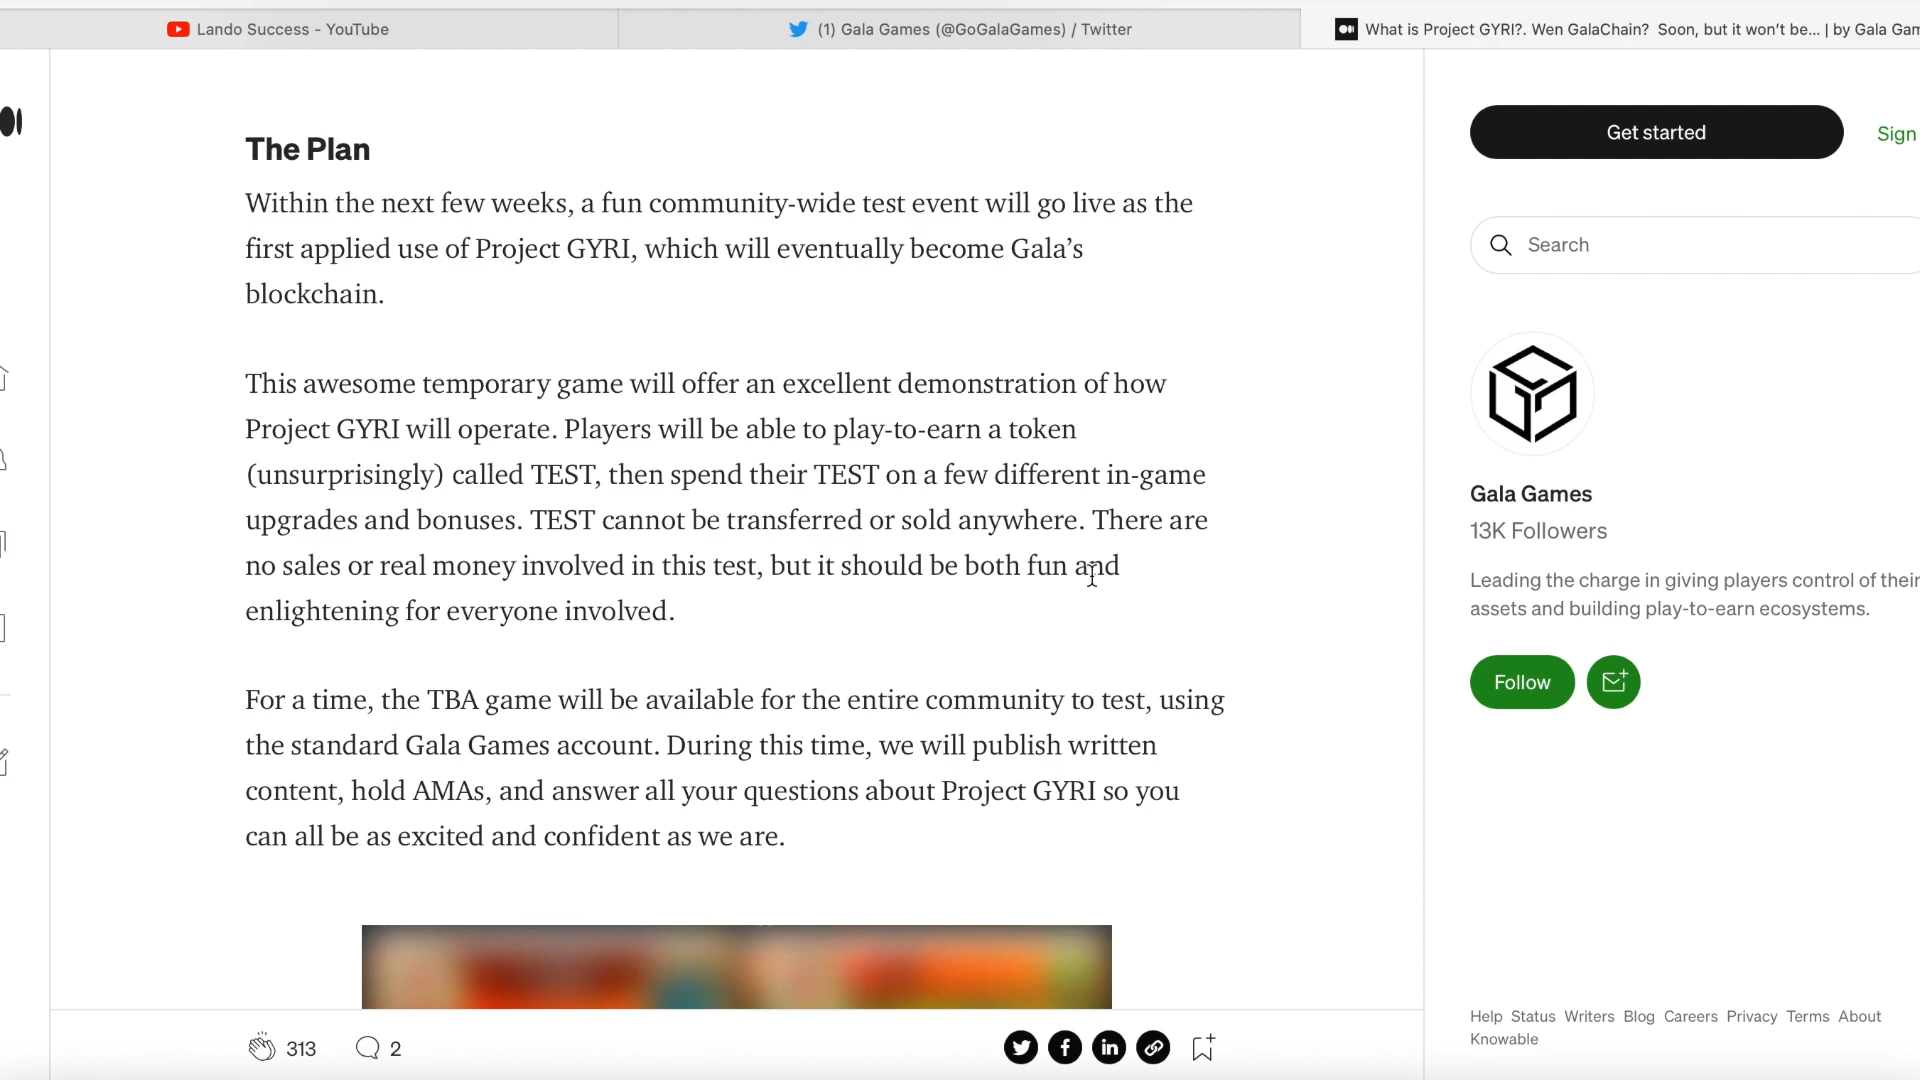 Lando Success - YouTube
(1) Gala Games (@GoGalaGames) / Twitter
What is Project GYRI?. Wen GalaChain? Soon, but it won't be... | by Gala Gam
The Plan
Within the next few weeks, a fun community-wide test event will go live as the
first applied use of Project GYRI, which will eventually become Gala's
blockchain.
This awesome temporary game will offer an excellent demonstration of how
Project GYRI will operate. Players will be able to play-to-earn a token
(unsurprisingly) called TEST, then spend their TEST on a few different in-game
upgrades and bonuses. TEST cannot be transferred or sold anywhere. There are
no sales or real money involved in this test, but it should be both fun and
enlightening for everyone involved.
For a time, the TBA game will be available for the entire community to test, using
the standard Gala Games account. During this time, we will publish written
content, hold AMAs, and answer all your questions about Project GYRI so you
can all be as excited and confident as we are.
313
2
Get started
Sign
Search
Gala Games
13K Followers
Leading the charge in giving players control of their
assets and building play-to-earn ecosystems.
Follow
Help Status Writers Blog Careers Privacy Terms About
Knowable